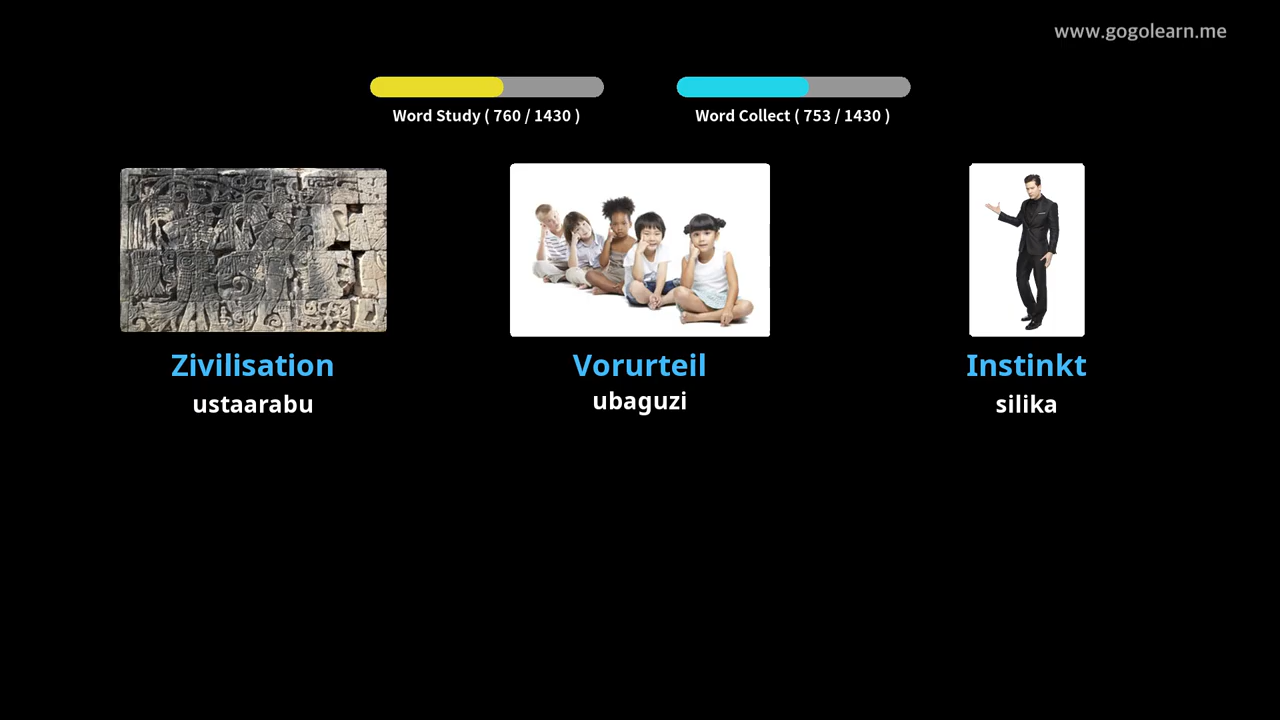 www.gogolearn.me
Word Study ( 760 / 1430 )
Word Collect ( 753 / 1430 )
Zivilisation
ustaarabu
Vorurteil
ubaguzi
Instinkt
silika